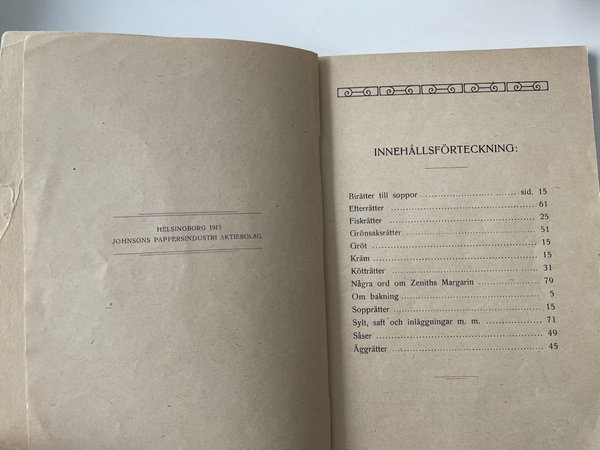 HELSINGBORG 1915
JOHNSONS PAPPERSINDUSTRI AKTIEBOLAG.
INNEHÅLLSFÖRTECKNING:
Birätter till soppor ........ sid. 15
Efterrätter ........ 61
Fiskrätter ........ 25
Grönsaksrätter ........ 51
Gröt ........ 15
Kräm ........ 15
Kötträtter ........ 31
Några ord om Zeniths Margarin ........ 79
Om bakning ........ 5
Sopprätter ........ 15
Sylt, saft och inläggningar m. m. ........ 71
Såser ........ 49
Äggrätter ........ 45